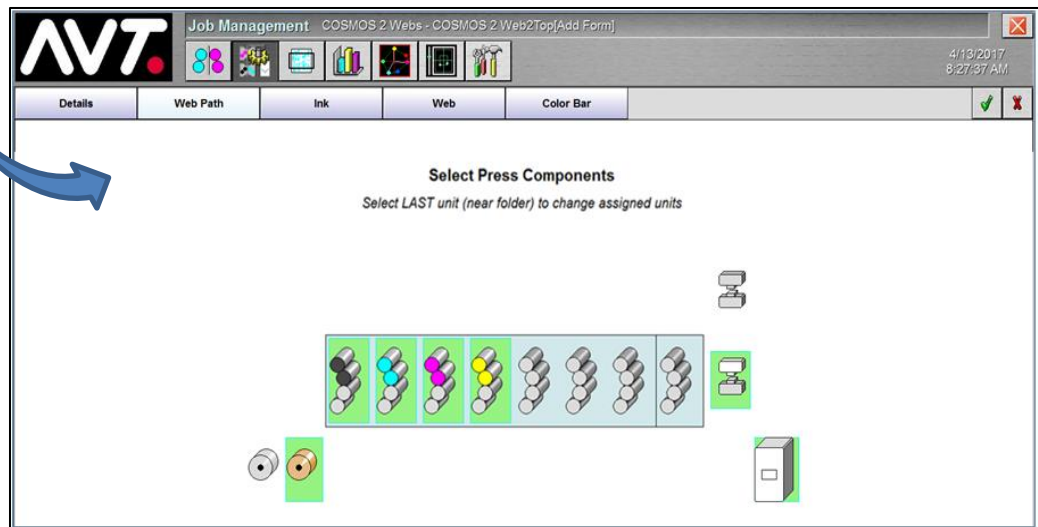 AVT.
Job Management COSMOS 2 Webs - COSMOS 2 Web2Top[Add Form]
4/13/2017
8:27:37 AM
Details Web Path Ink Web Color Bar
Select Press Components
Select LAST unit (near folder) to change assigned units